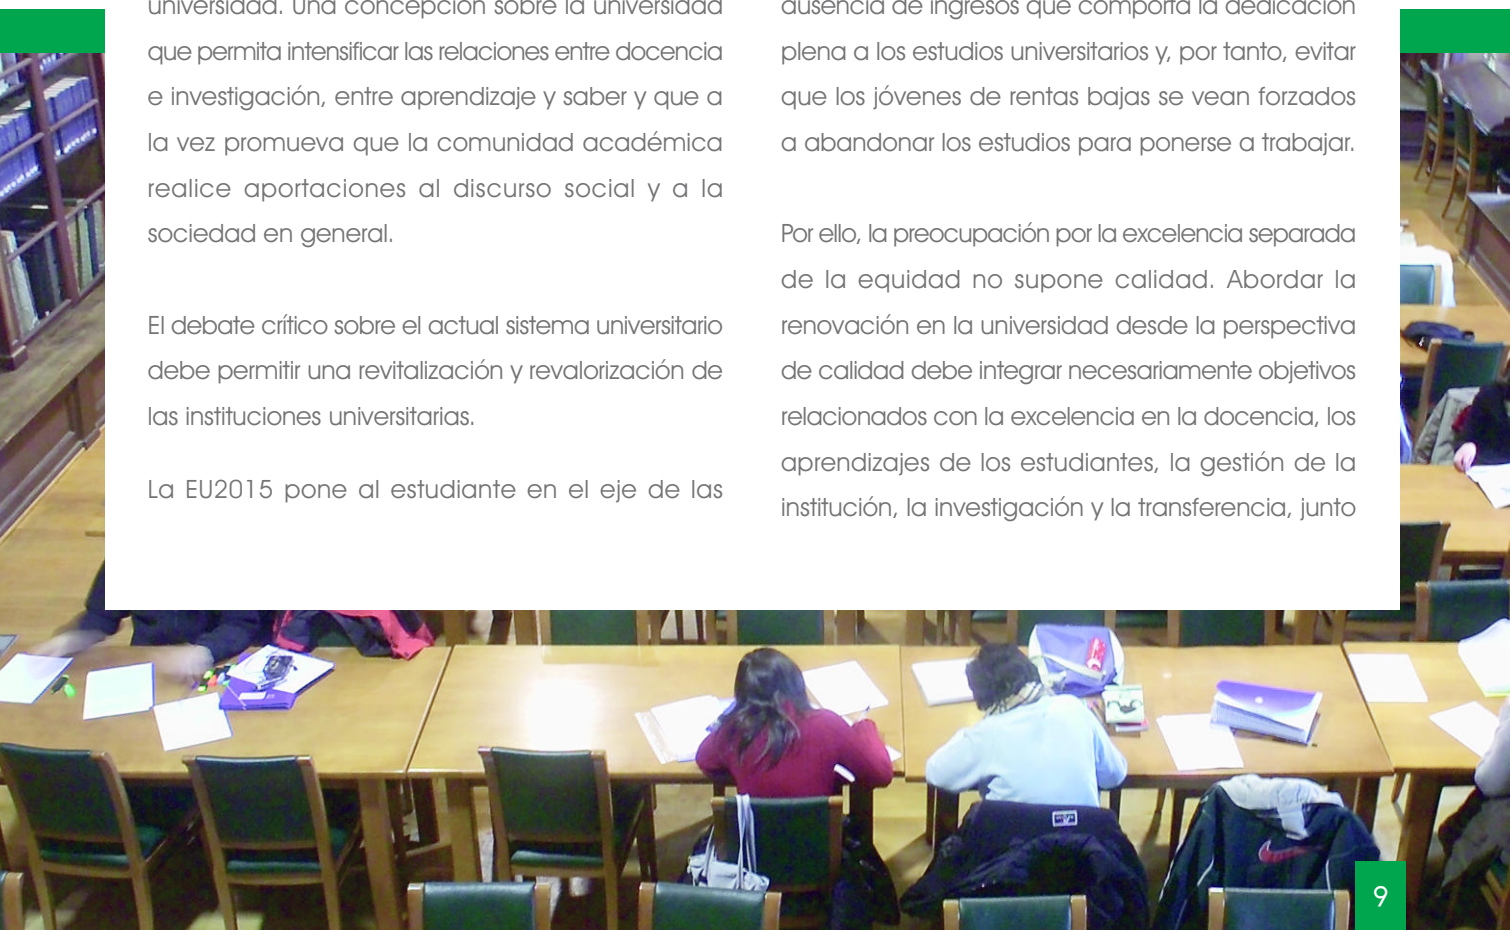 universidad. Una concepción sobre la universidad
que permita intensificar las relaciones entre docencia
e investigación, entre aprendizaje y saber y que a
la vez promueva que la comunidad académica
realice aportaciones al discurso social y a la
sociedad en general.
El debate crítico sobre el actual sistema universitario
debe permitir una revitalización y revalorización de
las instituciones universitarias.
La EU2015 pone al estudiante en el eje de las
ausencia de ingresos que comporta la dedicación
plena a los estudios universitarios y, por tanto, evitar
que los jóvenes de rentas bajas se vean forzados
a abandonar los estudios para ponerse a trabajar.
Por ello, la preocupación por la excelencia separada
de la equidad no supone calidad. Abordar la
renovación en la universidad desde la perspectiva
de calidad debe integrar necesariamente objetivos
relacionados con la excelencia en la docencia, los
aprendizajes de los estudiantes, la gestión de la
institución, la investigación y la transferencia, junto
9